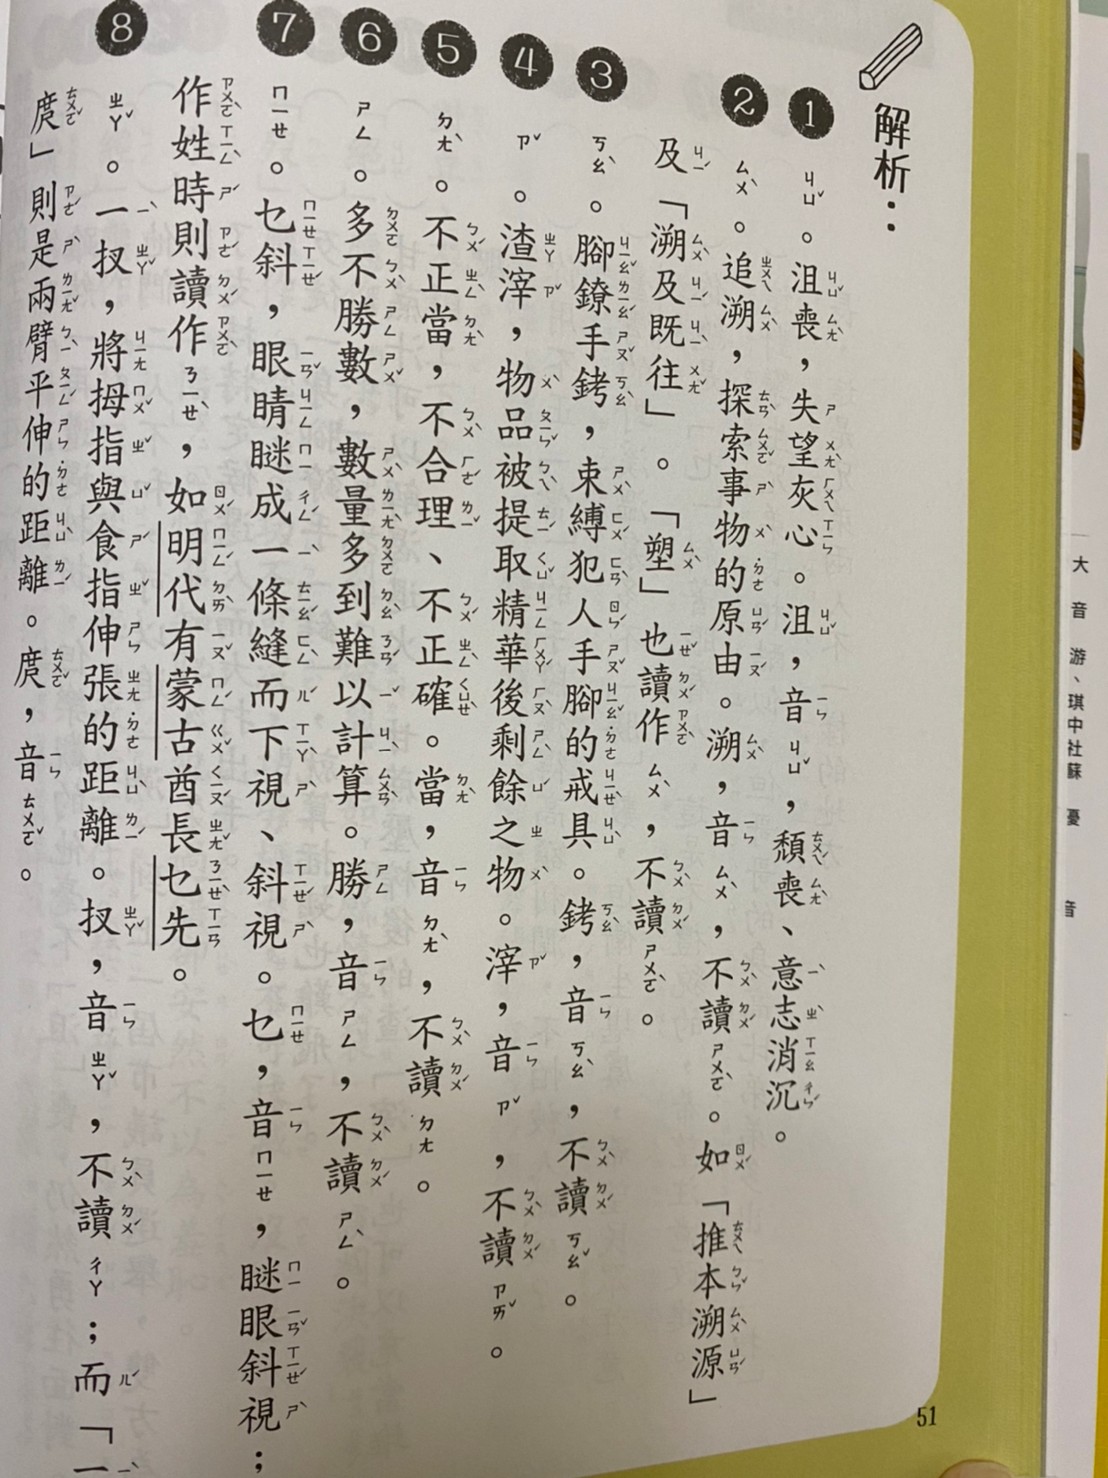 解析：
1 ㄐㄩˇ。沮喪，失望灰心。沮，音ㄐㄩˇ，頹喪、意志消沉。
2 ㄙㄨˋ。追溯，探索事物的原由。溯，音ㄙㄨˋ，不讀ㄕㄨㄛˋ。如「推本溯源」
及「溯及既往」。「塑」也讀作ㄙㄨˋ，不讀ㄕㄨㄛˋ。
3 ㄎㄠˋ。腳鐐手銬，束縛犯人手腳的戒具。銬，音ㄎㄠˋ，不讀ㄎㄠˇ。
4 ㄗˇ。渣滓，物品被提取精華後剩餘之物。滓，音ㄗˇ，不讀ㄗㄞˇ。
5 ㄉㄤˋ。不正當，不合理、不正確。當，音ㄉㄤˋ，不讀ㄉㄤ。
6 ㄕㄥ。多不勝數，數量多到難以計算。勝，音ㄕㄥ，不讀ㄕㄥˋ。
7 ㄇㄧㄝ。乜斜，眼睛瞇成一條縫而下視、斜視。乜，音ㄇㄧㄝ，瞇眼斜視；
作姓時則讀作ㄋㄧㄝˋ，如明代有蒙古酋長乜先。
8 ㄓㄚˇ。一扠，將拇指與食指伸張的距離。扠，音ㄓㄚˇ，不讀ㄔㄚ；而「一
庹」則是兩臂平伸的距離。庹，音ㄊㄨㄛˇ。
51